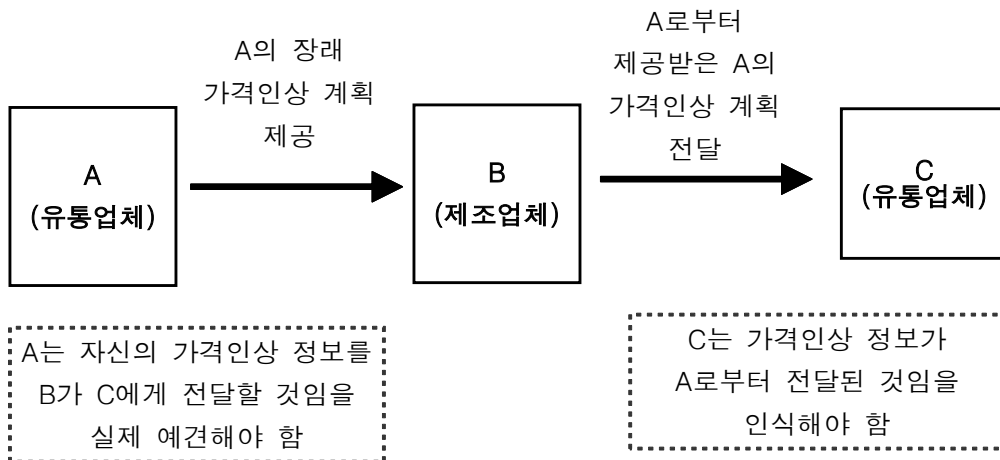 A의 장래
가격인상 계획
제공
A로부터
제공받은 A의
가격인상 계획
전달
A
(유통업체)
B
(제조업체)
C
(유통업체)
A는 자신의 가격인상 정보를
B가 C에게 전달할 것임을
실제 예견해야 함
C는 가격인상 정보가
A로부터 전달된 것임을
인식해야 함